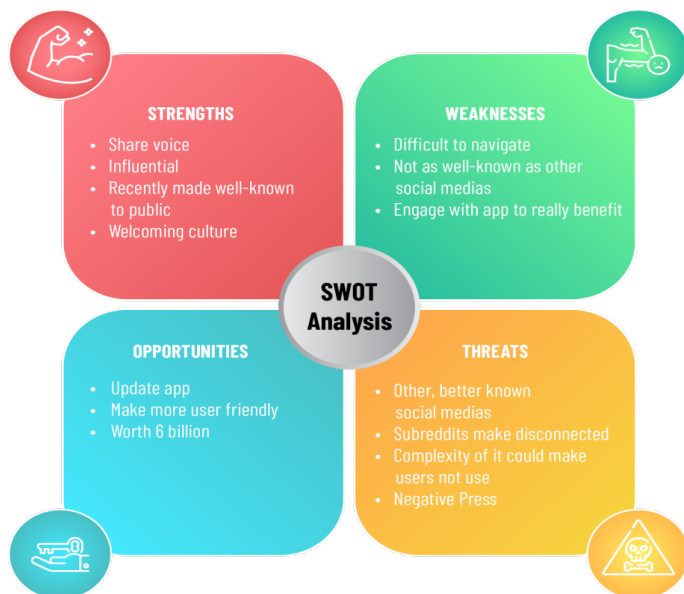 STRENGTHS
• Share voice
• Influential
• Recently made well-known
to public
• Welcoming culture
WEAKNESSES
• Difficult to navigate
• Not as well-known as other
social medias
• Engage with app to really benefit
SWOT
Analysis
OPPORTUNITIES
• Update app
• Make more user friendly
• Worth 6 billion
THREATS
• Other, better known
social medias
• Subreddits make disconnected
• Complexity of it could make
users not use
• Negative Press